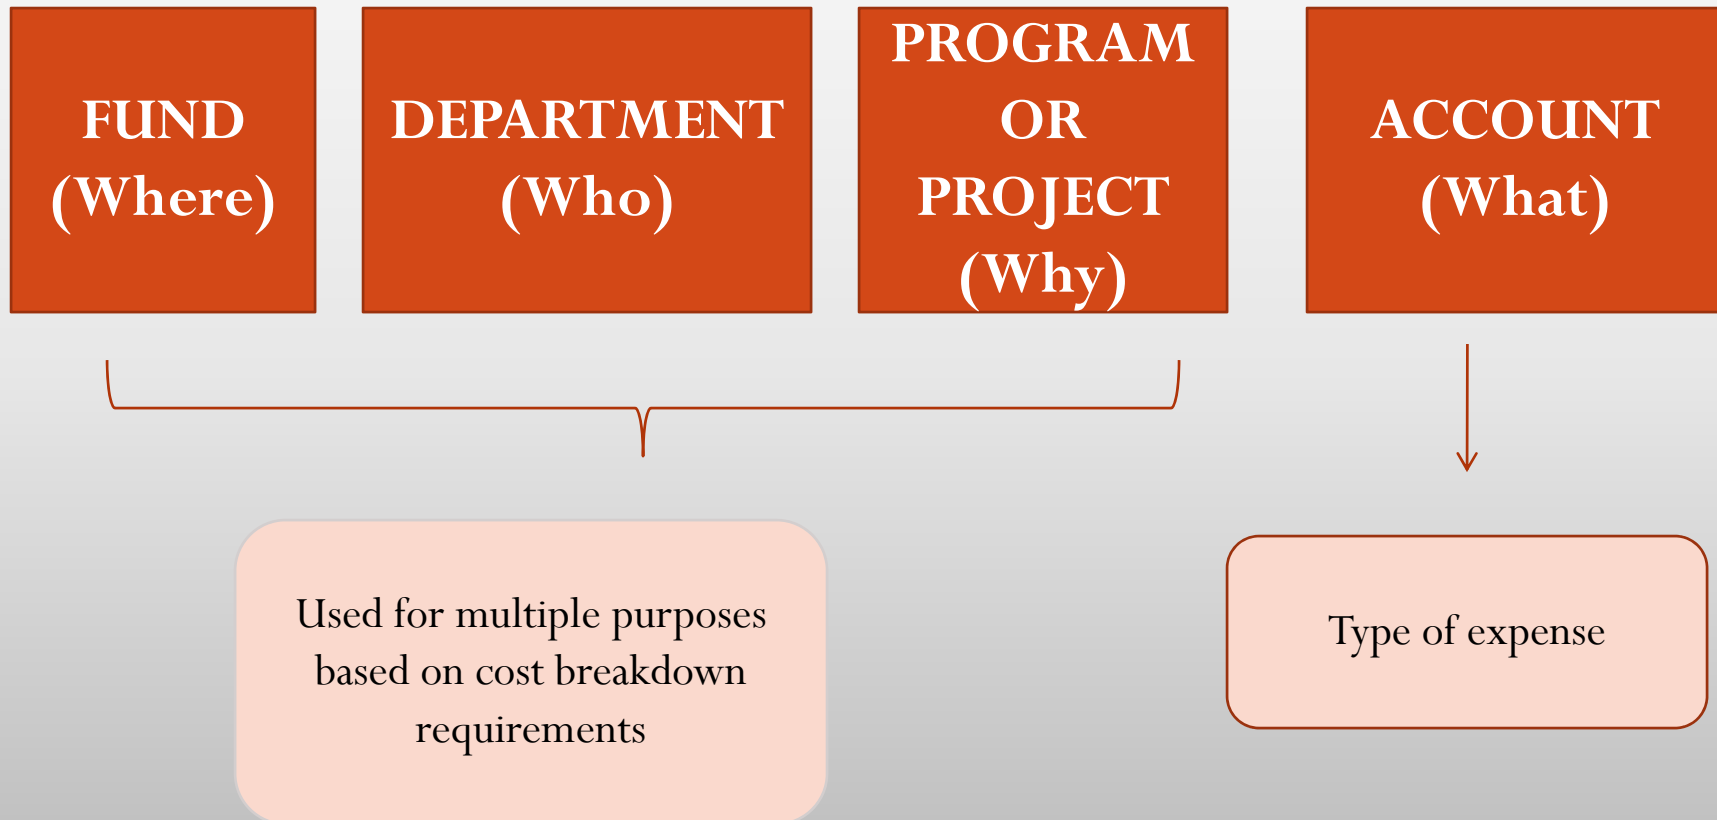 FUND
(Where)
DEPARTMENT
(Who)
PROGRAM
OR
PROJECT
(Why)
ACCOUNT
(What)
Used for multiple purposes
based on cost breakdown
requirements
Type of expense